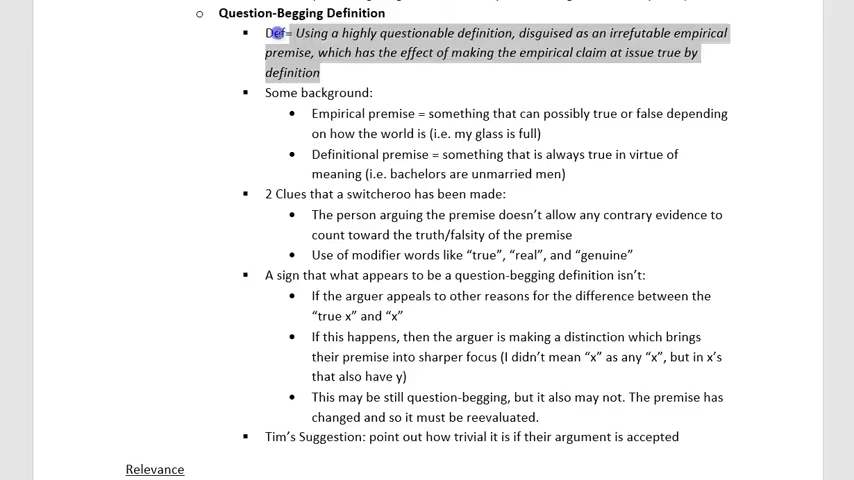 Question-Begging Definition
Def= Using a highly questionable definition, disguised as an irrefutable empirical
premise, which has the effect of making the empirical claim at issue true by
definition
Some background:
Empirical premise = something that can possibly true or false depending
on how the world is (i.e. my glass is full)
Definitional premise = something that is always true in virtue of
meaning (i.e. bachelors are unmarried men)
2 Clues that a switcheroo has been made:
The person arguing the premise doesn’t allow any contrary evidence to
count toward the truth/falsity of the premise
Use of modifier words like “true”, “real”, and “genuine”
A sign that what appears to be a question-begging definition isn’t:
If the arguer appeals to other reasons for the difference between the
“true x” and “x”
If this happens, then the arguer is making a distinction which brings
their premise into sharper focus (I didn’t mean “x” as any “x”, but in x’s
that also have y)
This may be still question-begging, but it also may not. The premise has
changed and so it must be reevaluated.
Tim’s Suggestion: point out how trivial it is if their argument is accepted
Relevance